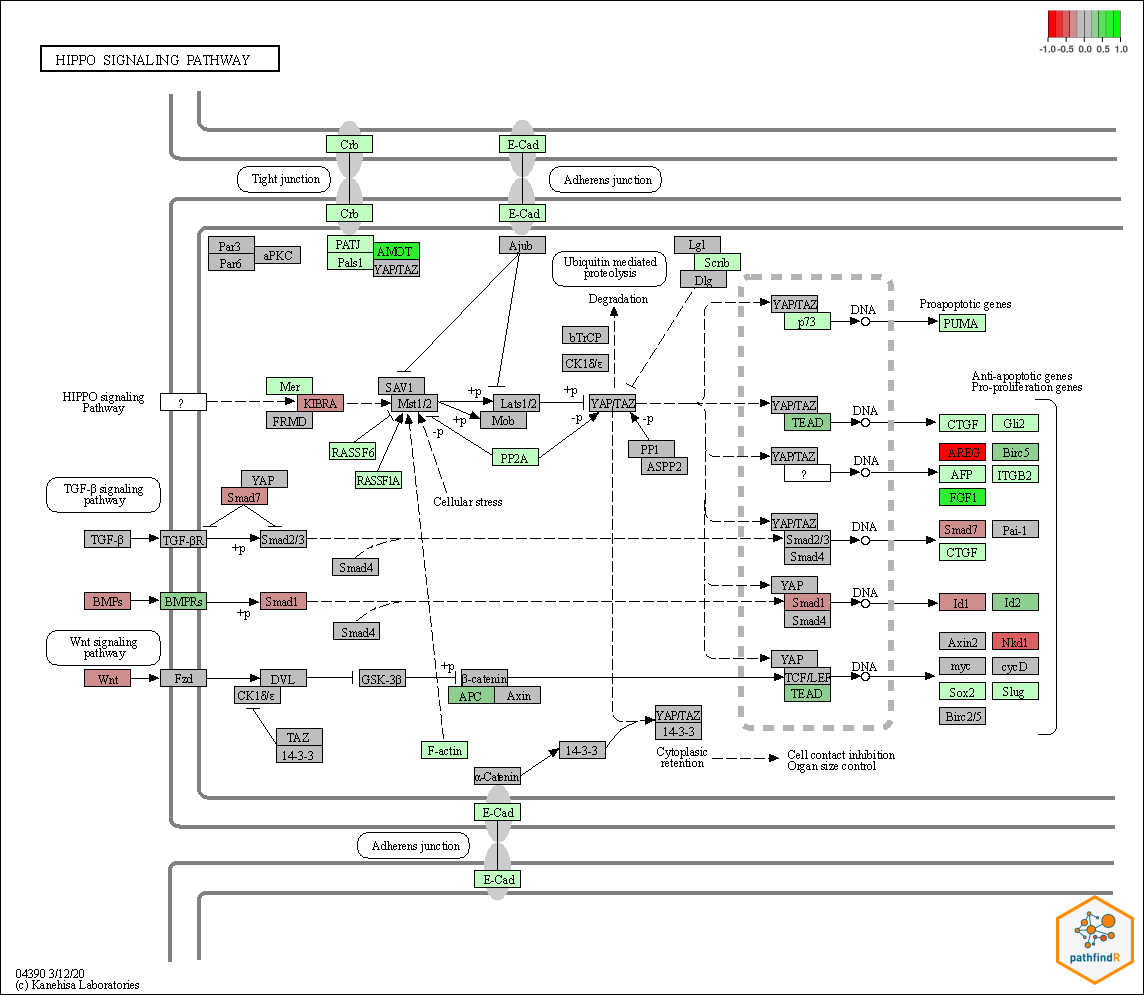 HIPPO SIGNALING PATHWAY
-1.0 -0.5 0.0 0.5 1.0
Crb
E-Cad
Tight junction
Adherens junction
Crb
E-Cad
Par3
Par6
aPKC
PATJ
Pals1
AMOT
YAP/TAZ
Ajub
Ubiquitin mediated
proteolysis
Degradation
Lgl
Scrib
Dlg
bTrCP
CK1δ/ε
YAP/TAZ
p73
DNA
Proapoptotic genes
PUMA
HIPPO signaling
Pathway
?
Mer
KIBRA
FRMD
SAV1
Mst1/2
+p
+p
-p
Lats1/2
Mob
+p
-p
YAP/TAZ
-p
PP1
ASPP2
RASSF6
RASSF1A
PP2A
Cellular stress
YAP/TAZ
TEAD
DNA
Anti-apoptotic genes
Pro-proliferation genes
CTGF
Gli2
YAP/TAZ
?
DNA
AREG
Birc5
AFP
ITGB2
FGF1
TGF-β signaling
pathway
YAP
Smad7
TGF-β
TGF-βR
+p
Smad2/3
Smad4
YAP/TAZ
Smad2/3
Smad4
DNA
Smad7
Pai-1
CTGF
BMPs
BMPRs
+p
Smad1
Smad4
YAP
Smad1
Smad4
DNA
Id1
Id2
Wnt signaling
pathway
Wnt
Fzd
DVL
CK1δ/ε
GSK-3β
+p
β-catenin
APC
Axin
YAP
TCF/LEF
TEAD
DNA
Axin2
Nkd1
myc
cycD
Sox2
Slug
Birc2/5
TAZ
14-3-3
F-actin
α-Catenin
14-3-3
YAP/TAZ
14-3-3
Cytoplasic
retention
Cell contact inhibition
Organ size control
E-Cad
Adherens junction
E-Cad
pathfindR
04390 3/12/20
(c) Kanehisa Laboratories